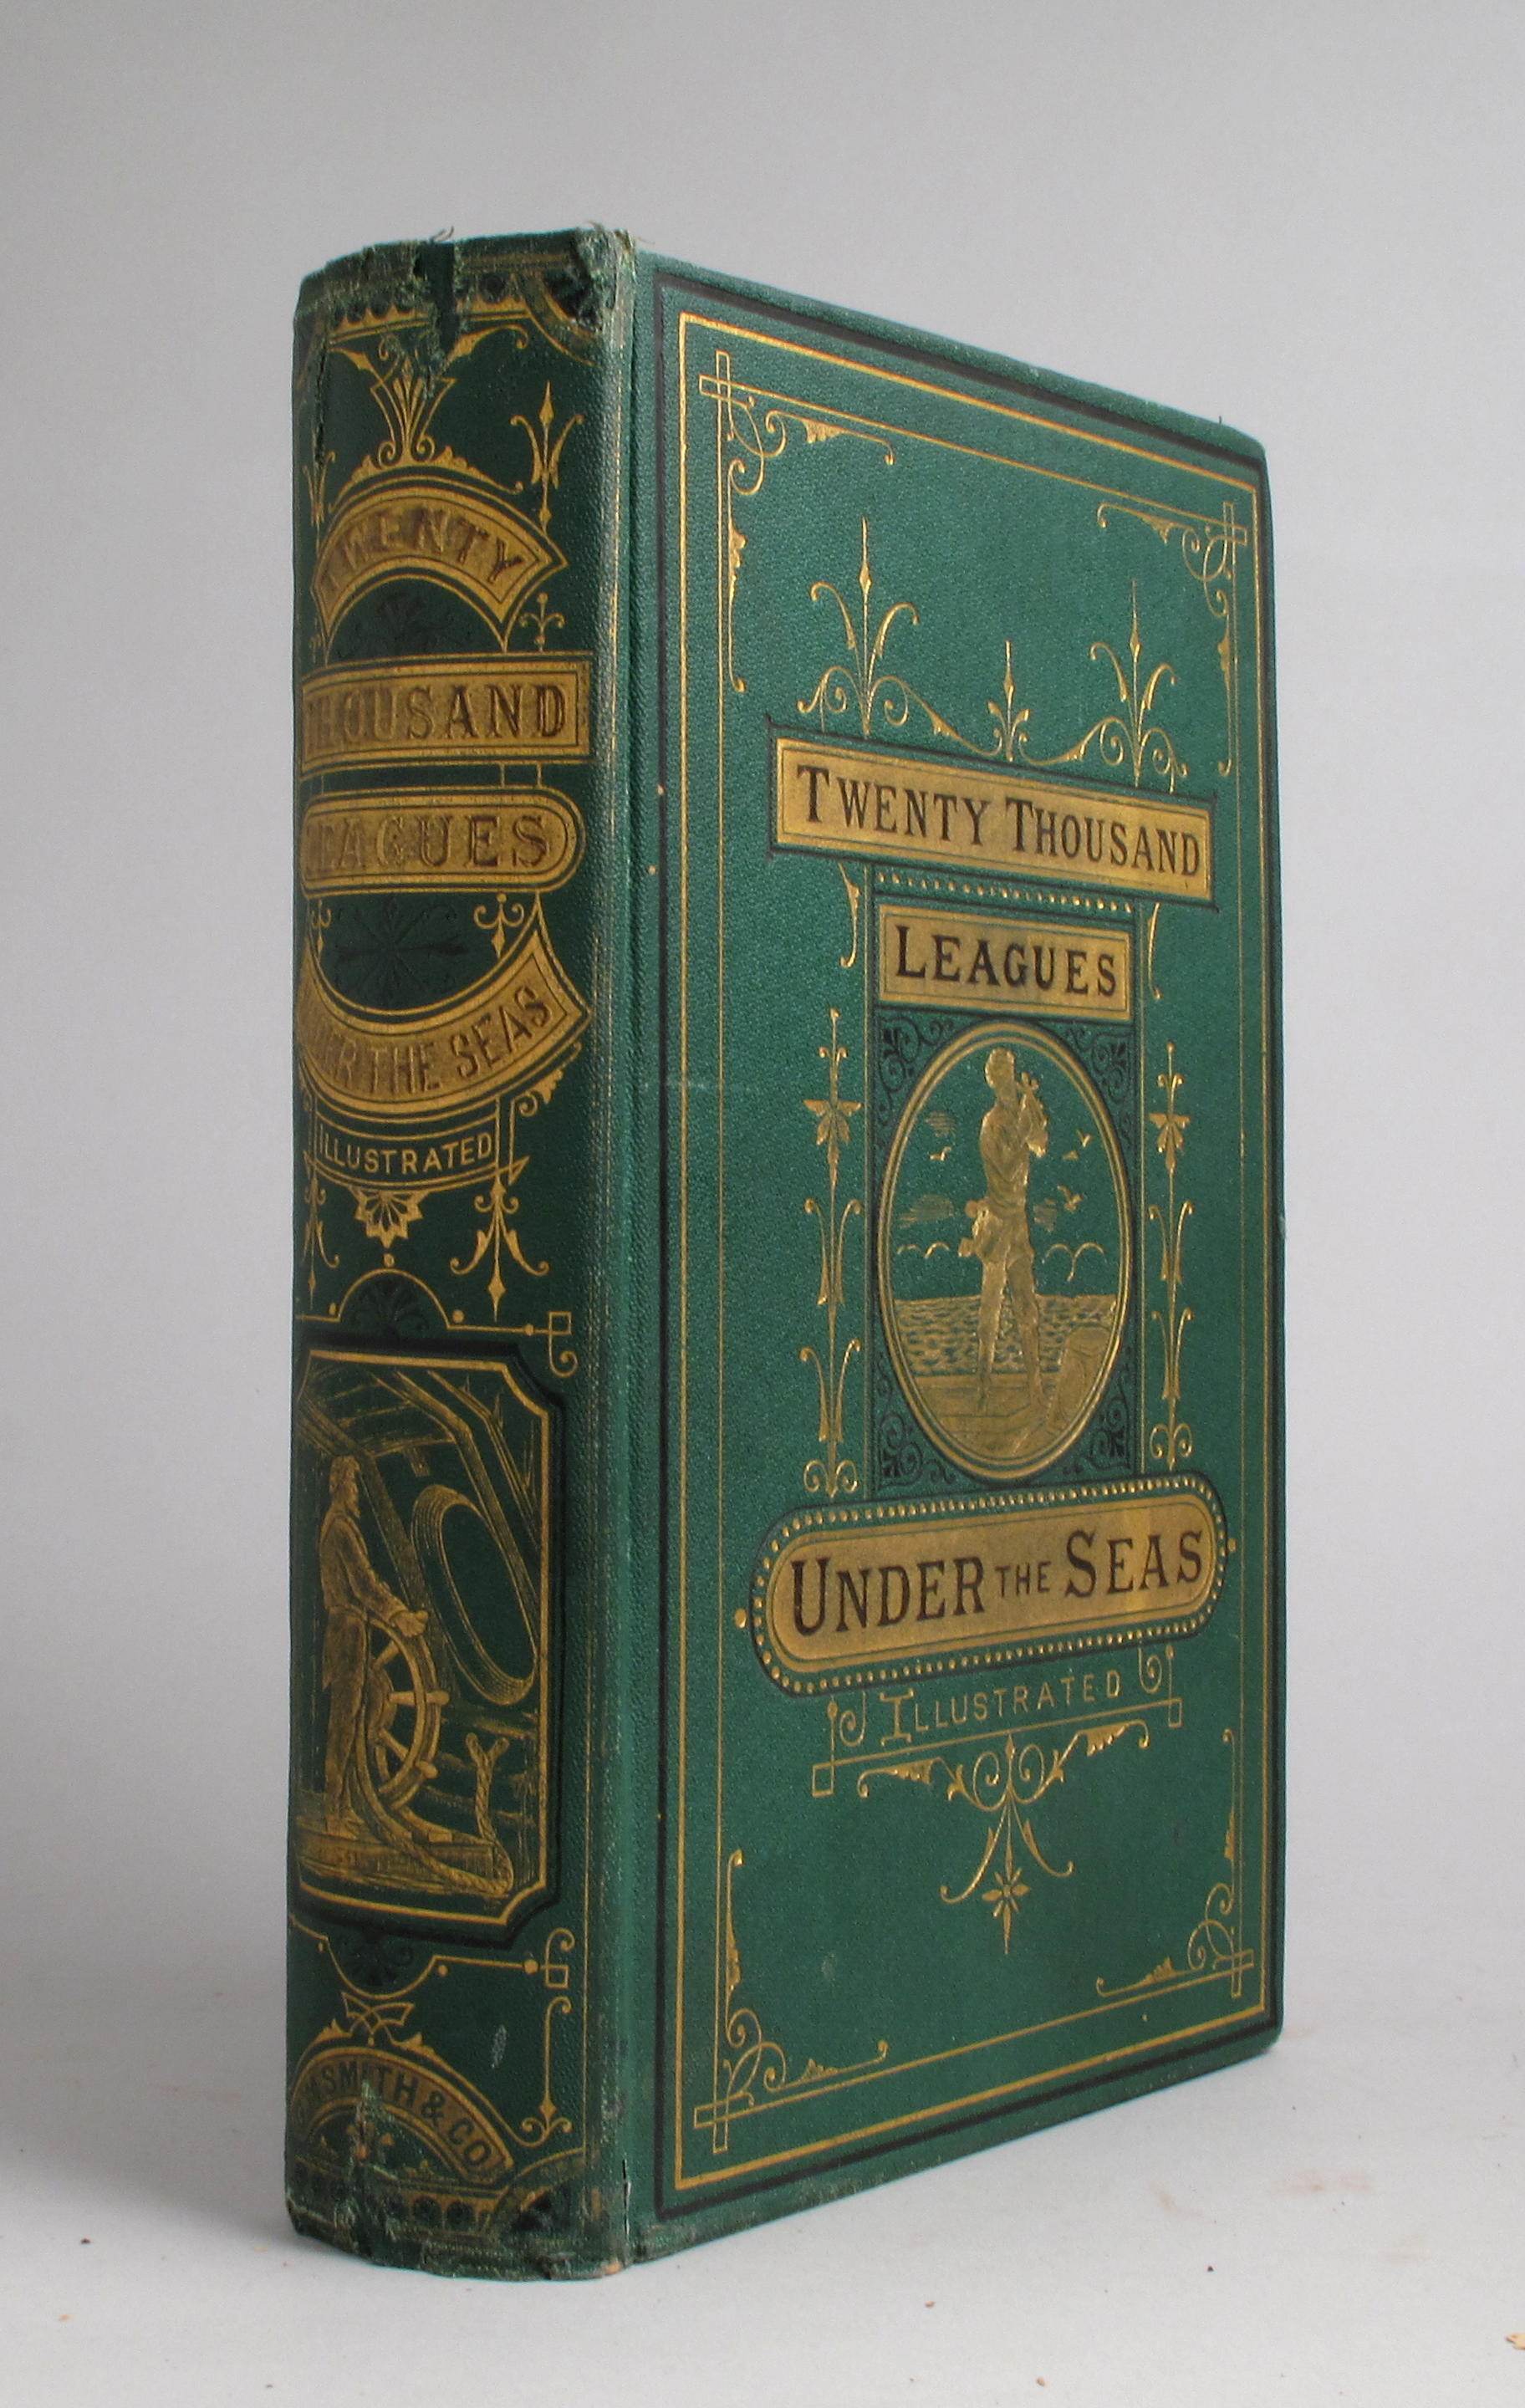 TWENTY
THOUSAND
LEAGUES
UNDER THE SEAS
ILLUSTRATED
SMITH & CO
TWENTY THOUSAND
LEAGUES
UNDER THE SEAS
ILLUSTRATED